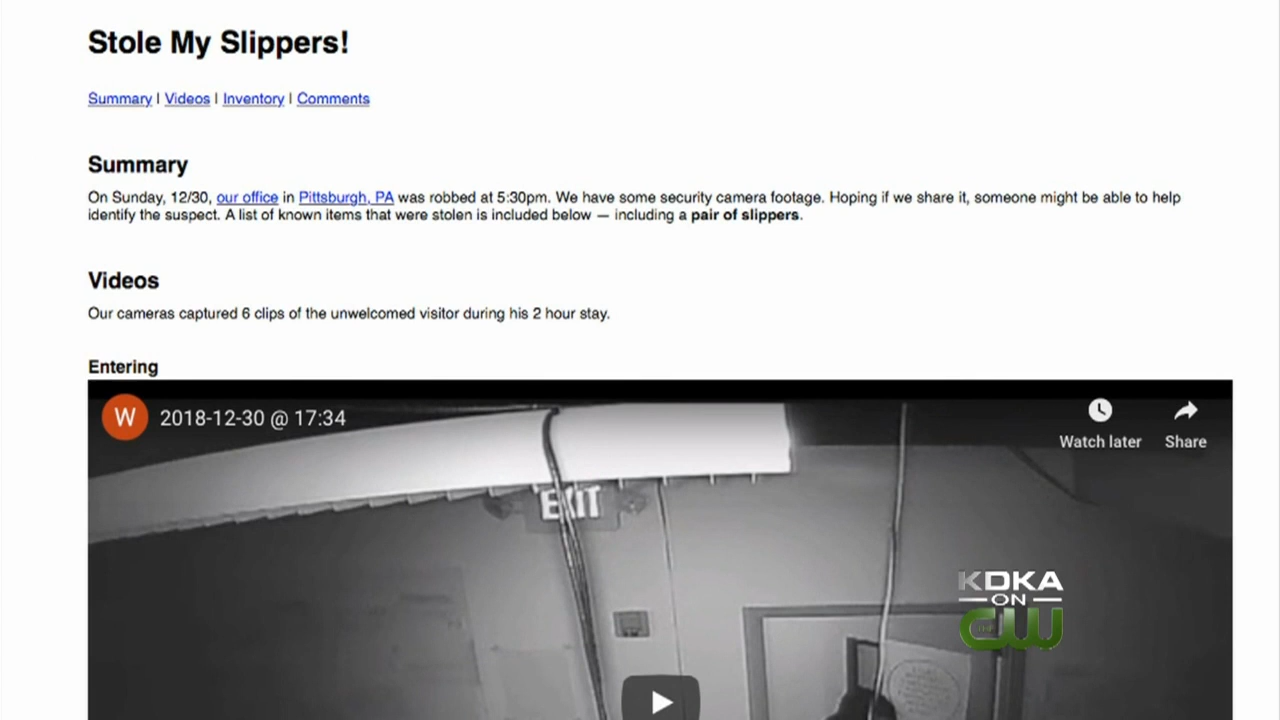 Stole My Slippers!
Summary | Videos | Inventory | Comments
Summary
On Sunday, 12/30, our office in Pittsburgh, PA was robbed at 5:30pm. We have some security camera footage. Hoping if we share it, someone might be able to help
identify the suspect. A list of known items that were stolen is included below — including a pair of slippers.
Videos
Our cameras captured 6 clips of the unwelcomed visitor during his 2 hour stay.
Entering
W 2018-12-30 @ 17:34
Watch later Share
EXIT
KDKA
ON
THE CW